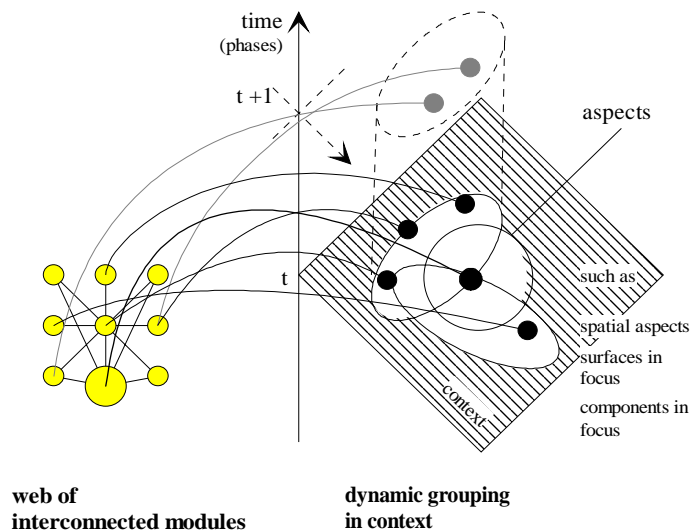 time
(phases)
t +1
aspects
t
such as
spatial aspects
surfaces in
focus
components in
focus
context
web of
interconnected modules
dynamic grouping
in context